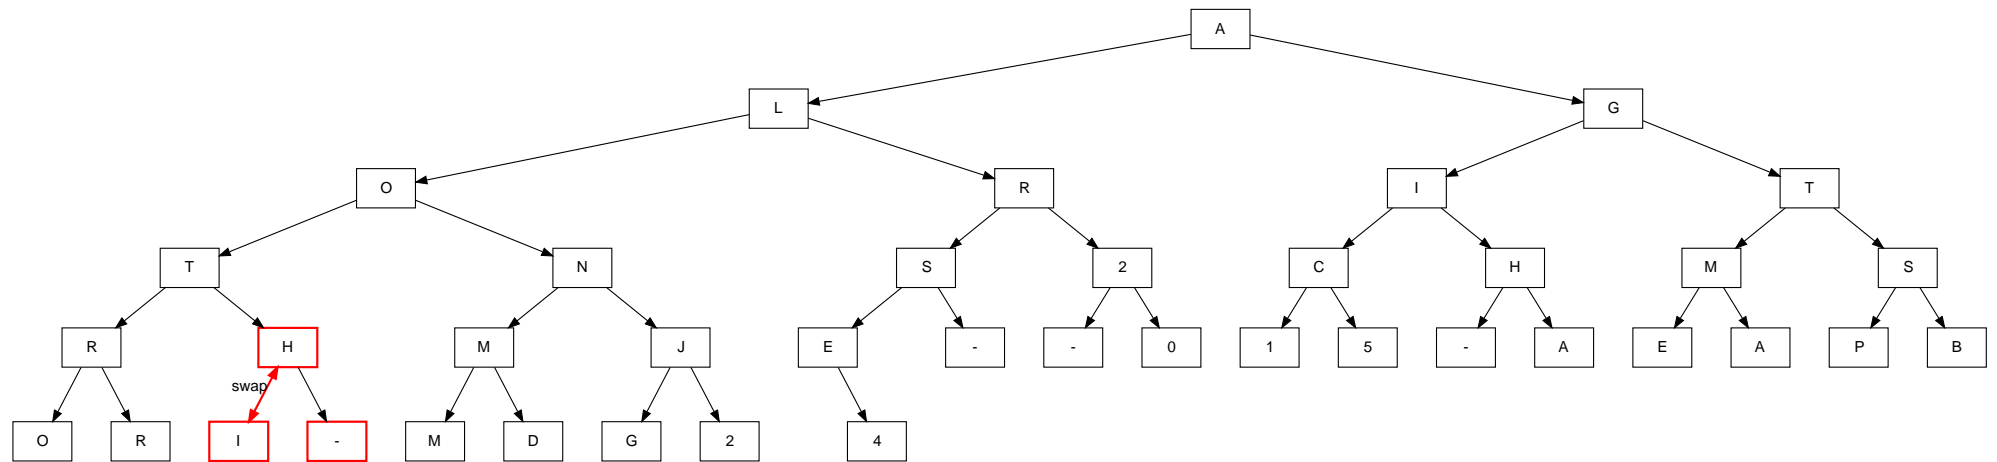 A
L G
O R I T
T N S 2 C H M S
R H M J E - - 0 1 5 - A E A P B
swap
O R I - M D G 2 4